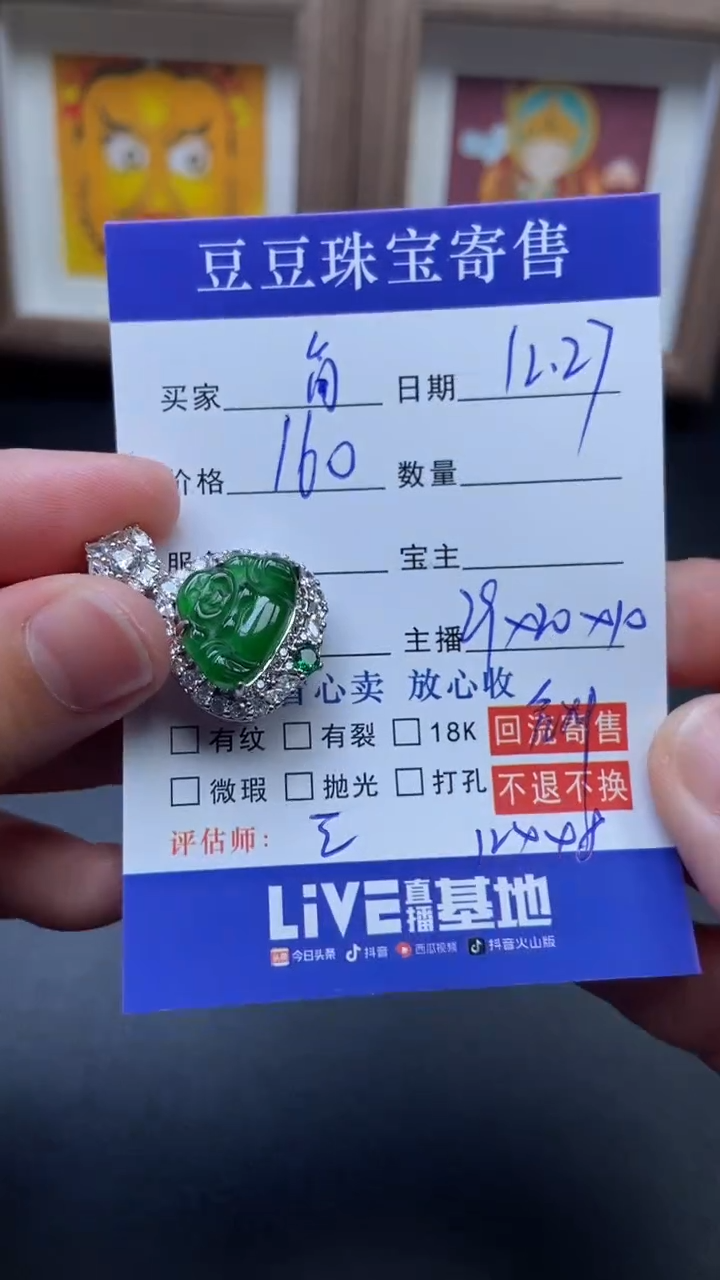 豆豆珠宝寄售
买家 日期 12.27
价格 160 数量
宝主
主播 29×20×10
心卖 放心收
有纹 有裂 18K 回流寄售
微瑕 抛光 打孔 不退不换
评估师:
LiVE直播基地
头条 今日头条 抖音 西瓜视频 抖音火山版